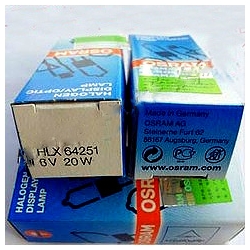 HALOGEN
DISPLAY/OPTIC
LAMP
OSRAM
OSRAM
HLX 64251
6V 20W
Made in Germany
OSRAM AG
Steinerne Furt 62
86167 Augsburg, Germany
www.osram.com
HALOGEN
DISPLAY
LAMP
OSRAM